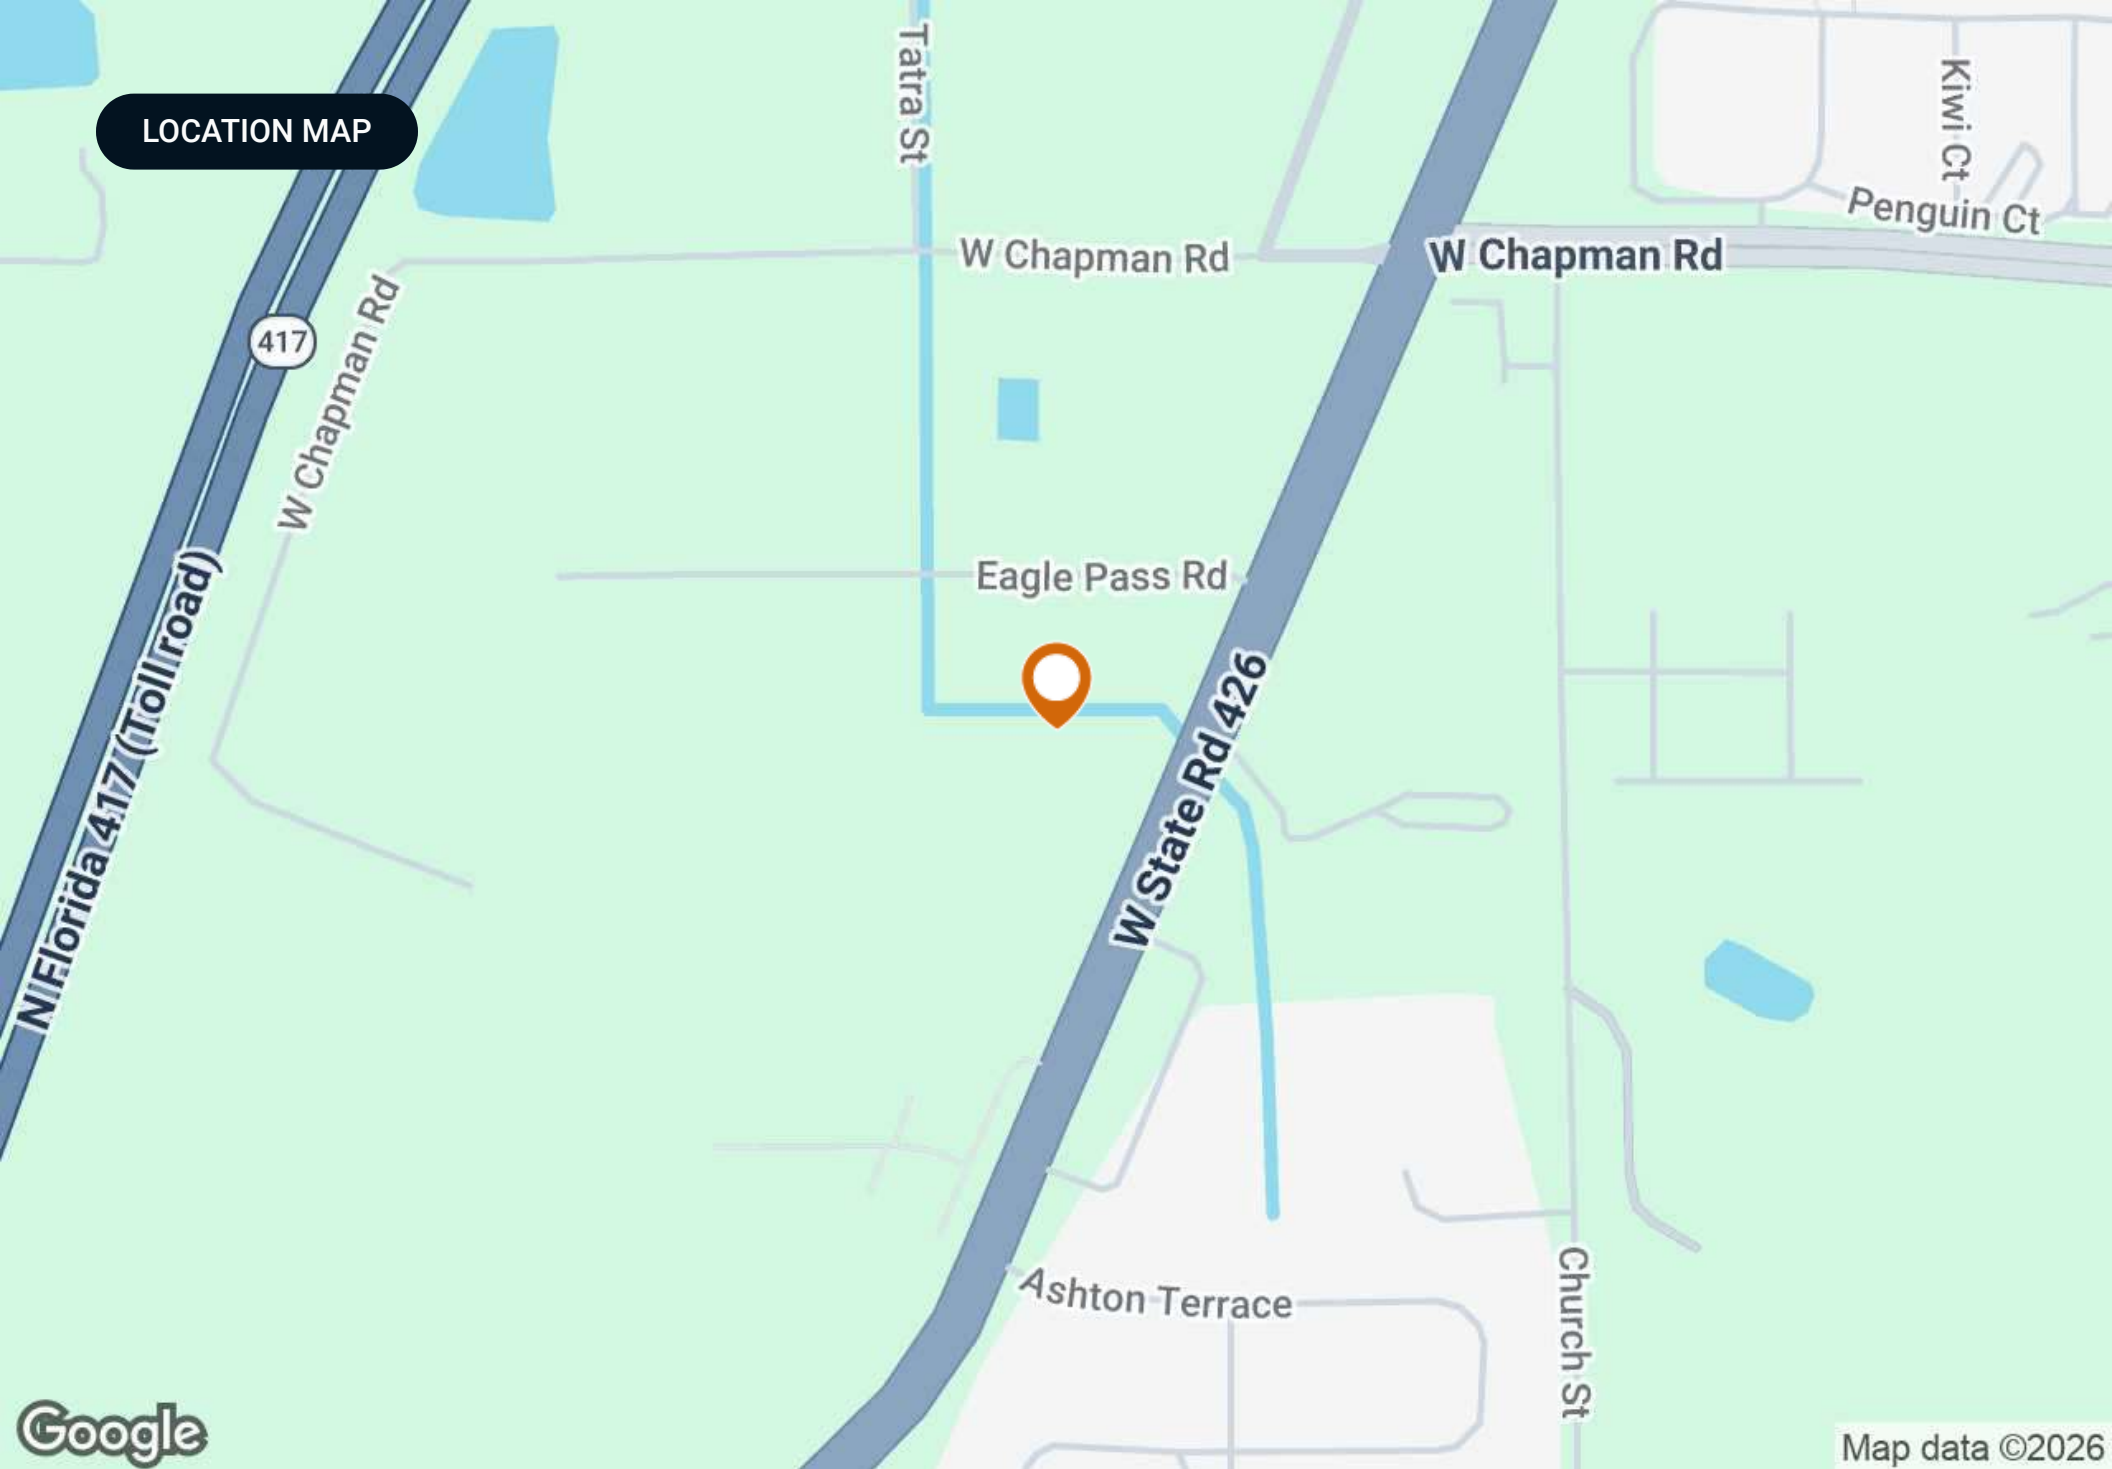 Tatra St
Kiwi Ct
LOCATION MAP
Penguin Ct
W Chapman Rd
W Chapman Rd
417
W Chapman Rd
Eagle Pass Rd
N Florida 417 (Toll road)
W State Rd 426
Ashton Terrace
Church St
Google
Map data ©2026